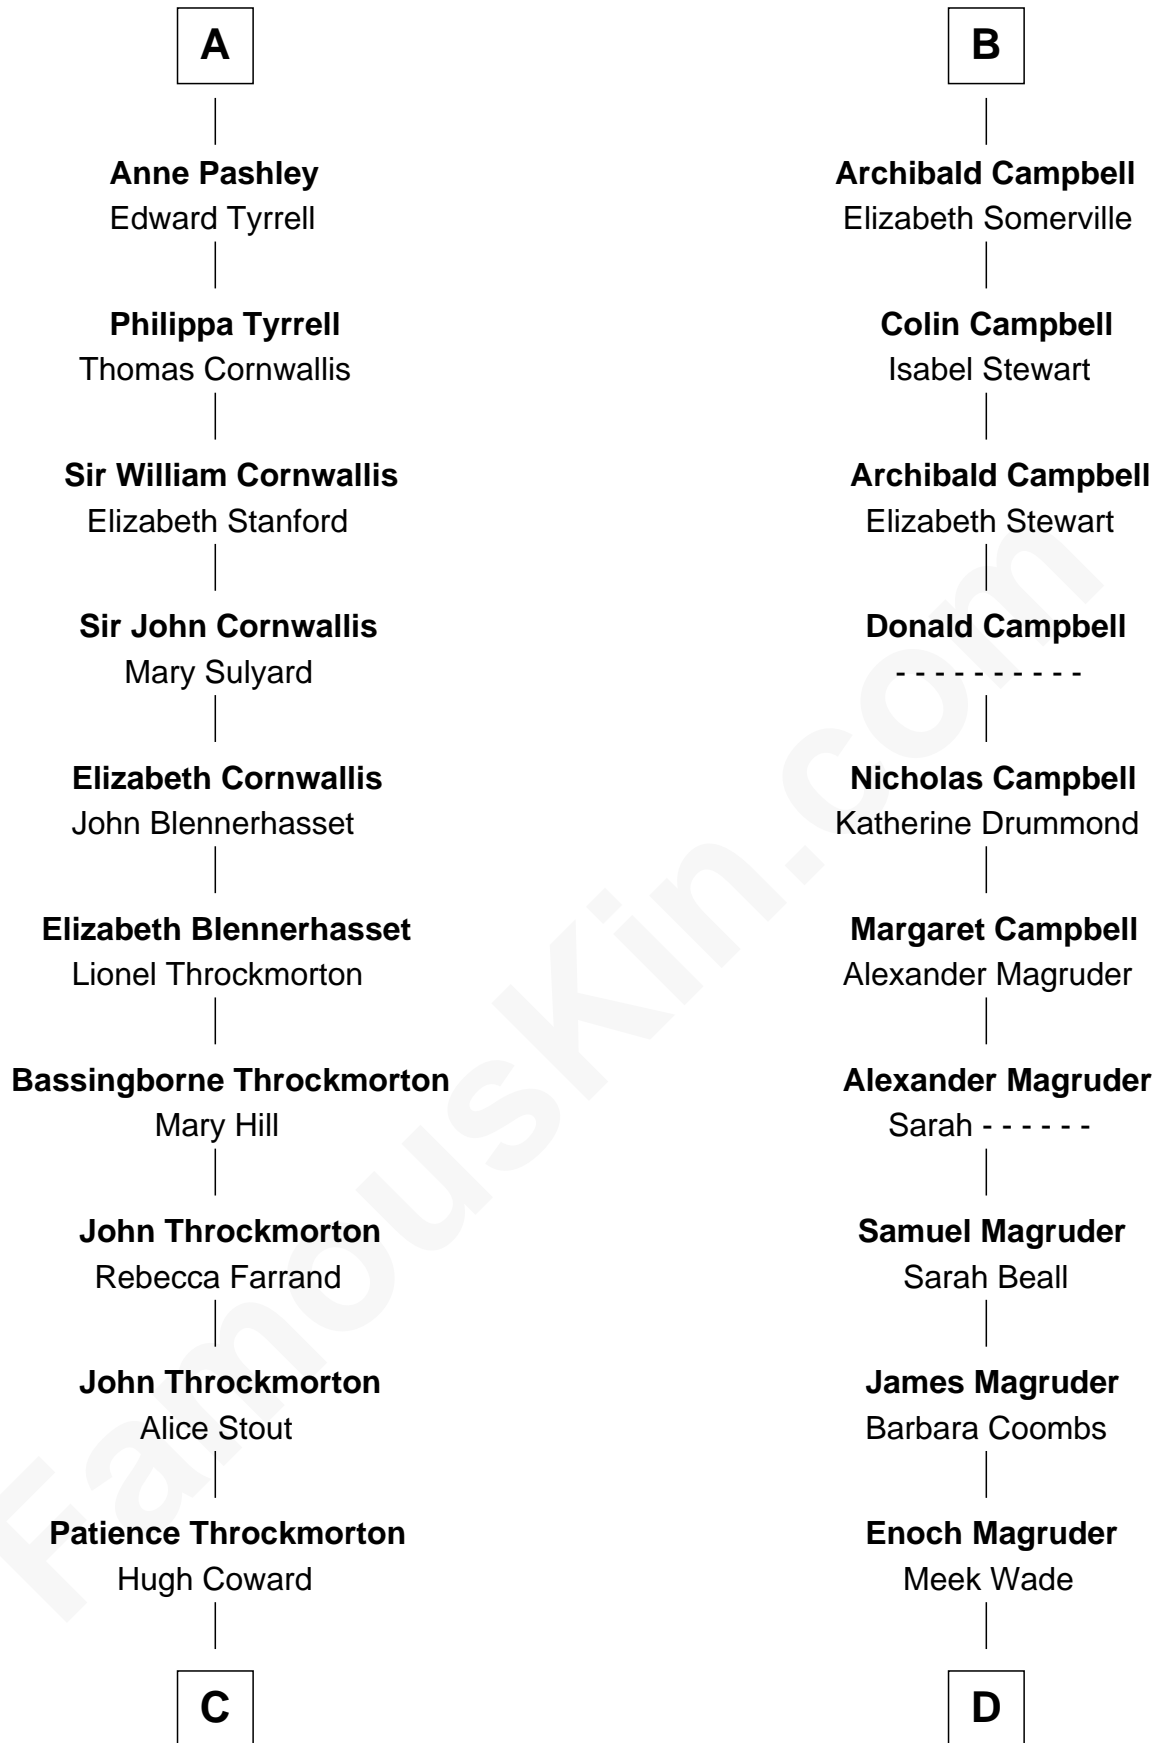 A
Anne Pashley
Edward Tyrrell
Philippa Tyrrell
Thomas Cornwallis
Sir William Cornwallis
Elizabeth Stanford
Sir John Cornwallis
Mary Sulyard
Elizabeth Cornwallis
John Blennerhasset
Elizabeth Blennerhasset
Lionel Throckmorton
Bassingborne Throckmorton
Mary Hill
John Throckmorton
Rebecca Farrand
John Throckmorton
Alice Stout
Patience Throckmorton
Hugh Coward
C
B
Archibald Campbell
Elizabeth Somerville
Colin Campbell
Isabel Stewart
Archibald Campbell
Elizabeth Stewart
Donald Campbell
- - - - - - - - - -
Nicholas Campbell
Katherine Drummond
Margaret Campbell
Alexander Magruder
Alexander Magruder
Sarah - - - - - -
Samuel Magruder
Sarah Beall
James Magruder
Barbara Coombs
Enoch Magruder
Meek Wade
D
FamousKin.com